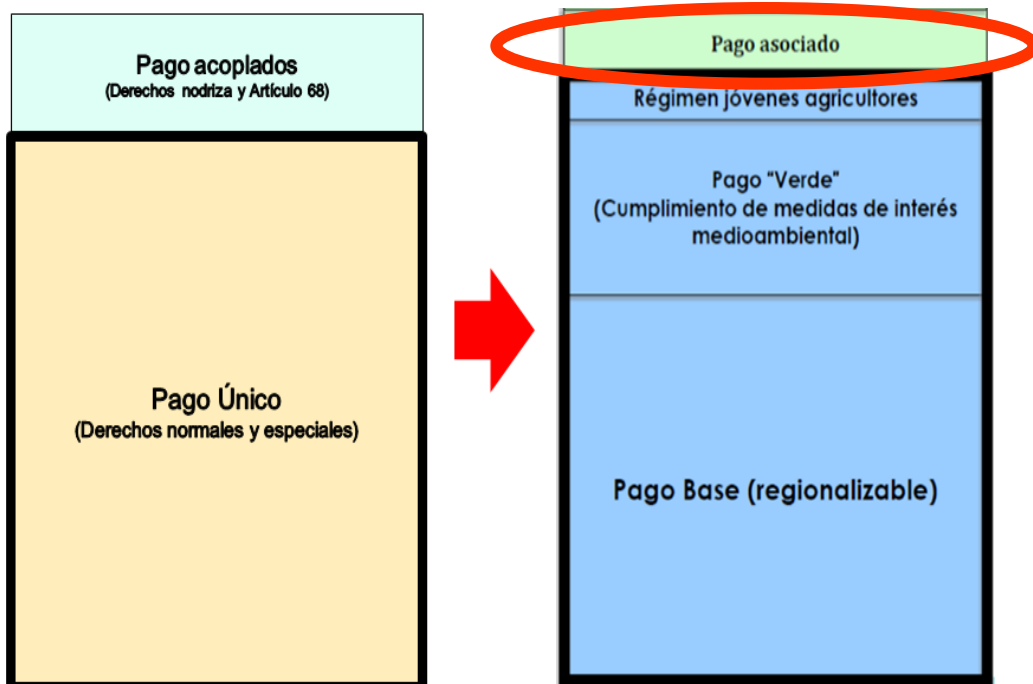 Pago acoplados
(Derechos nodriza y Artículo 68)
Pago Único
(Derechos normales y especiales)
Pago asociado
Régimen jóvenes agricultores
Pago "Verde"
(Cumplimiento de medidas de interés
medioambiental)
Pago Base (regionalizable)